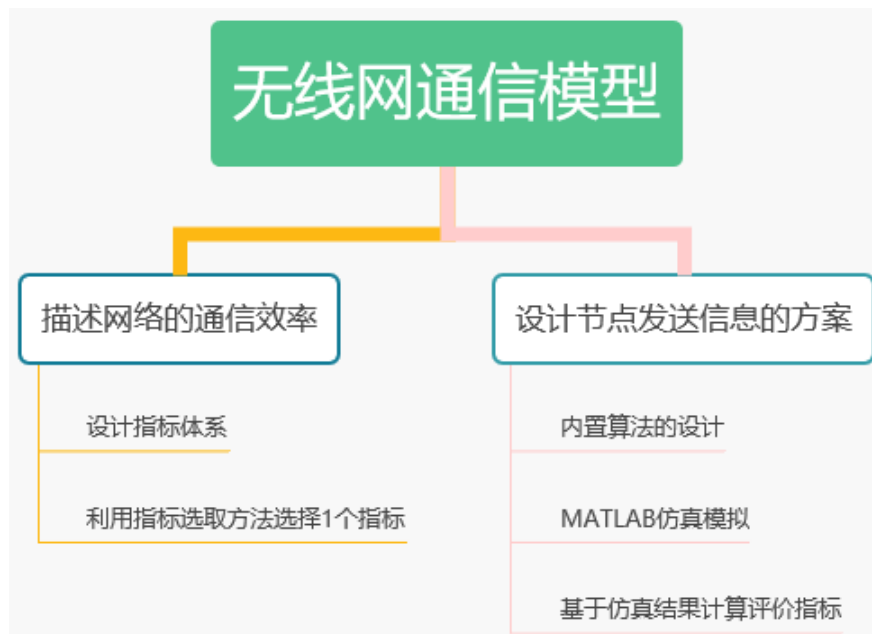 无线网通信模型
描述网络的通信效率
设计节点发送信息的方案
设计指标体系
内置算法的设计
利用指标选取方法选择1个指标
MATLAB仿真模拟
基于仿真结果计算评价指标